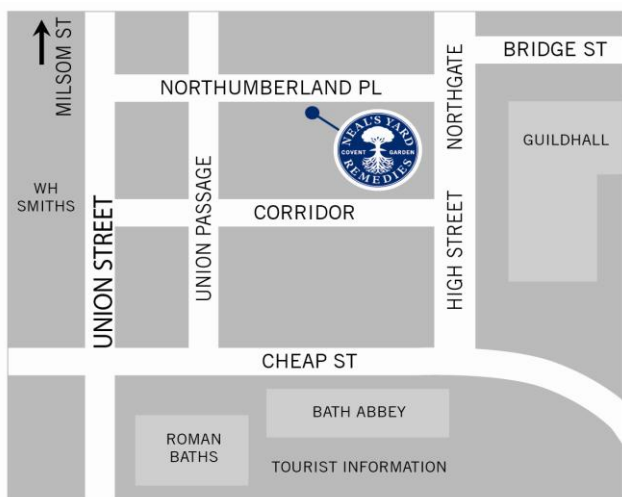 MILSOM ST
BRIDGE ST
NORTHUMBERLAND PL
NORTHGATE
NEAL'S YARD
COVENT GARDEN
REMEDIES
GUILDHALL
WH
SMITHS
UNION STREET
UNION PASSAGE
CORRIDOR
HIGH STREET
CHEAP ST
BATH ABBEY
ROMAN
BATHS
TOURIST INFORMATION